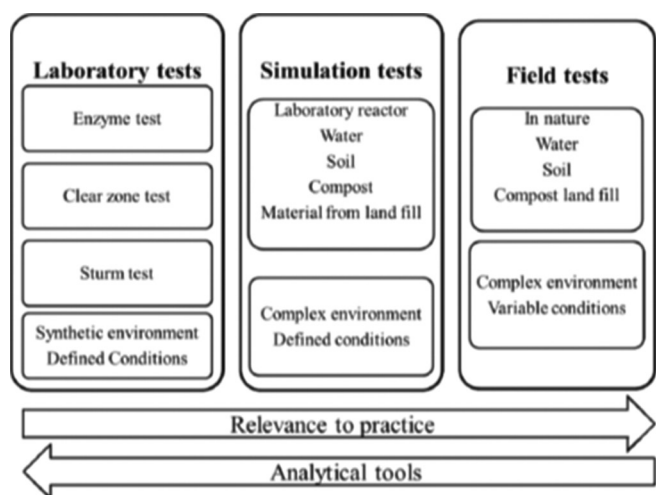 Laboratory tests
Enzyme test
Clear zone test
Sturm test
Synthetic environment
Defined Conditions
Simulation tests
Laboratory reactor
Water
Soil
Compost
Material from land fill
Complex environment
Defined conditions
Field tests
In nature
Water
Soil
Compost land fill
Complex environment
Variable conditions
Relevance to practice
Analytical tools